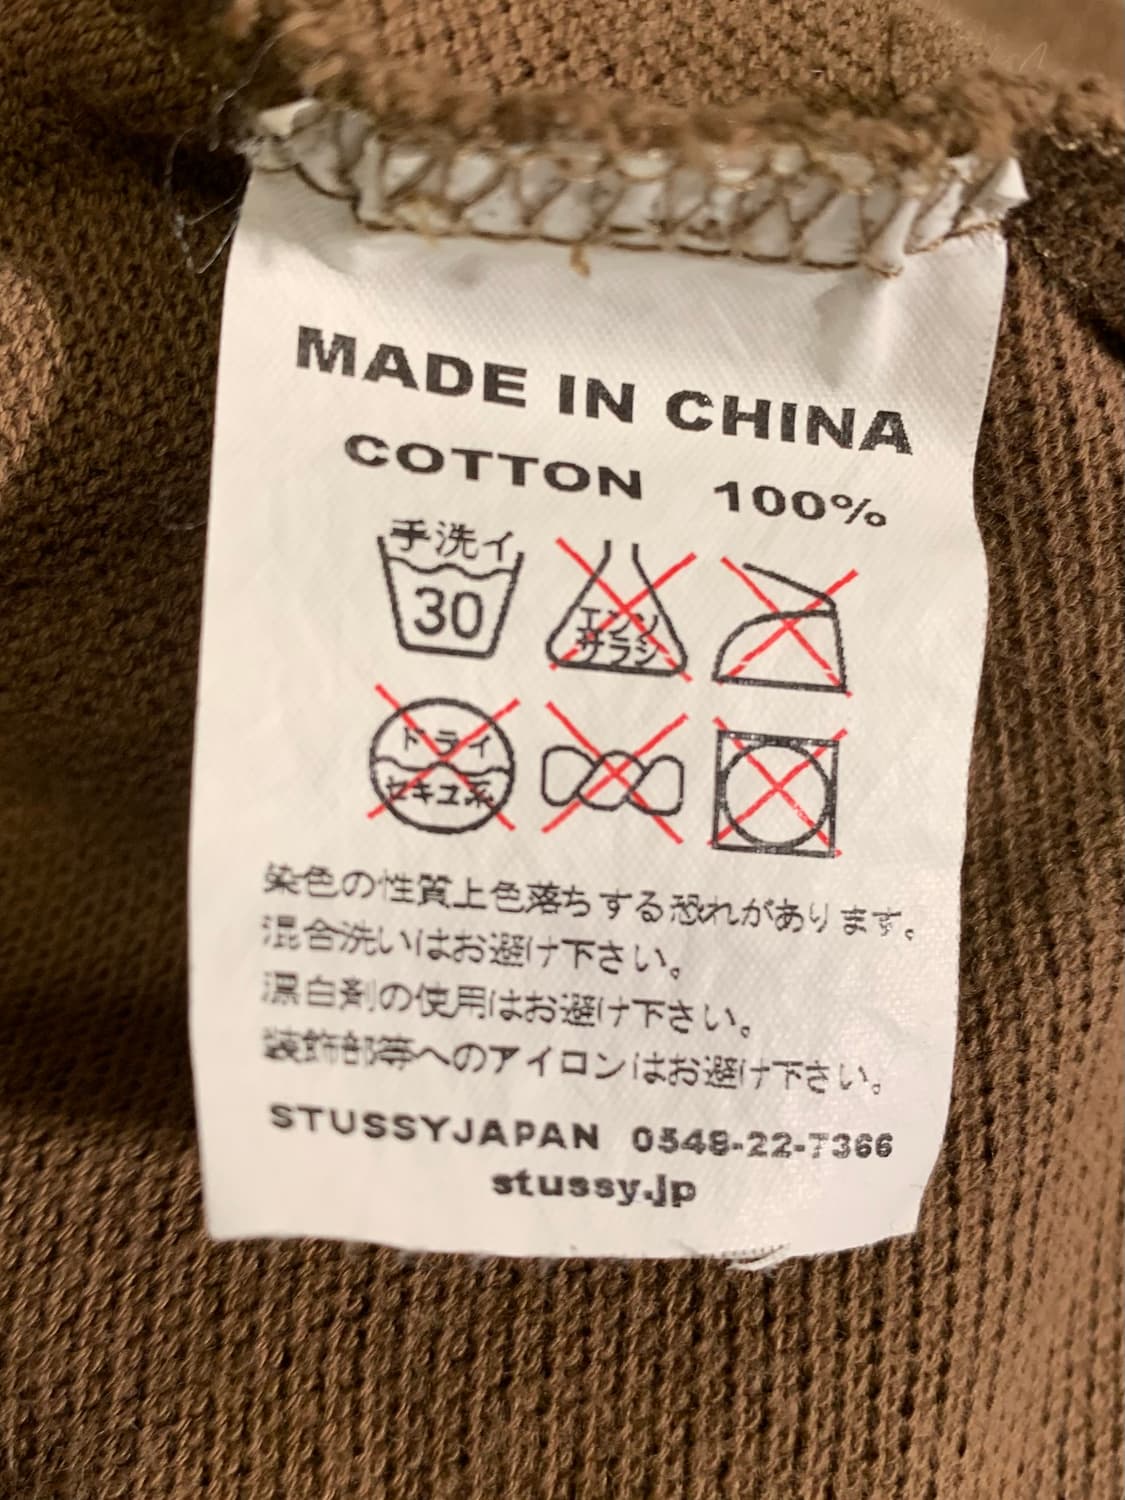 MADE IN CHINA
COTTON 100%
手洗イ
30
エンソ
サラシ
ドライ
セキユ系
染色の性質上色落ちする恐れがあります。
混合洗いはお避け下さい。
漂白剤の使用はお避け下さい。
装飾部等へのアイロンはお避け下さい。
STUSSYJAPAN 0548-22-7366
stussy.jp